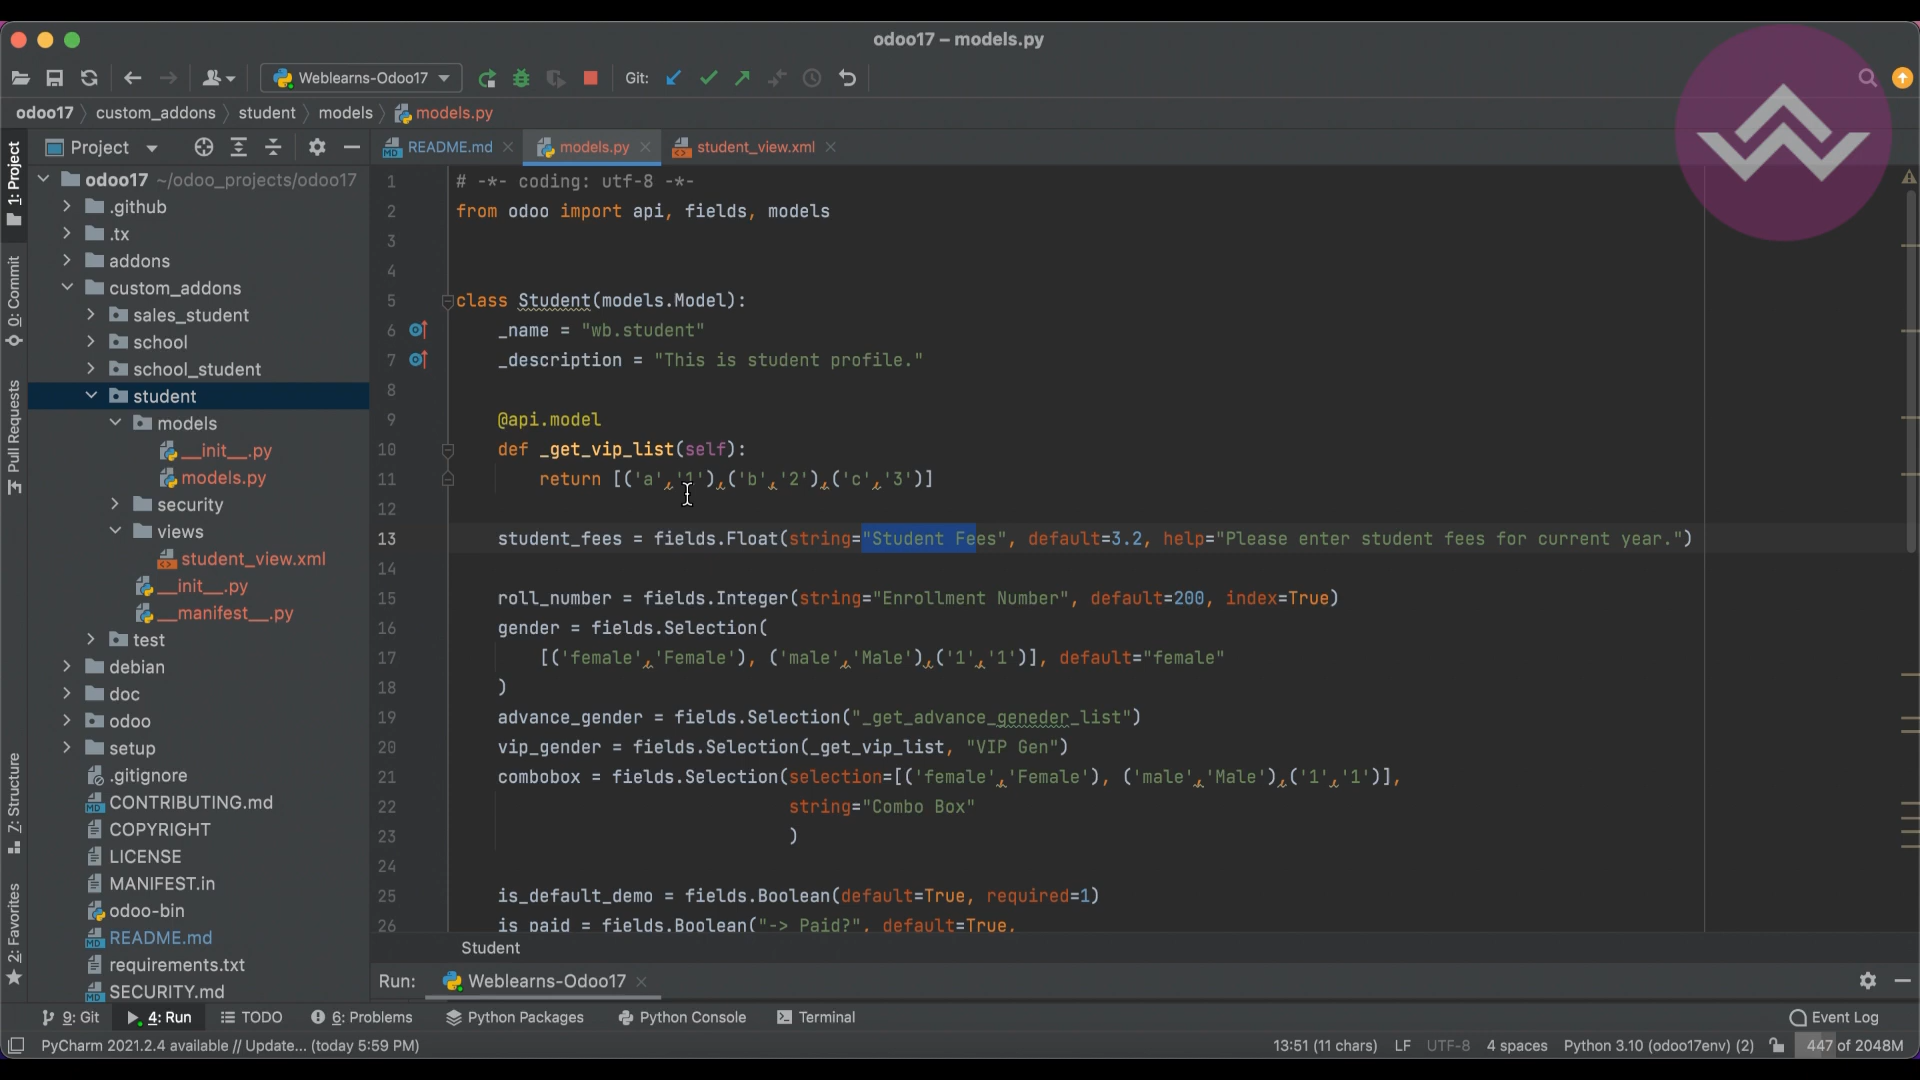 odoo17 – models.py
Weblearns-Odoo17
Git:
odoo17 custom_addons student models models.py
Project
README.md
models.py
student_view.xml
1: Project
0: Commit
Pull Requests
7: Structure
2: Favorites
odoo17 ~/odoo_projects/odoo17
.github
.tx
addons
custom_addons
sales_student
school
school_student
student
models
__init__.py
models.py
security
views
student_view.xml
__init__.py
__manifest__.py
test
debian
doc
odoo
setup
.gitignore
CONTRIBUTING.md
COPYRIGHT
LICENSE
MANIFEST.in
odoo-bin
README.md
requirements.txt
SECURITY.md
1 # -*- coding: utf-8 -*-
2 from odoo import api, fields, models
3
4
5 class Student(models.Model):
6 _name = "wb.student"
7 _description = "This is student profile."
8
9 @api.model
10 def _get_vip_list(self):
11 return [('a','1'),('b','2'),('c','3')]
12
13 student_fees = fields.Float(string="Student Fees", default=3.2, help="Please enter student fees for current year.")
14
15 roll_number = fields.Integer(string="Enrollment Number", default=200, index=True)
16 gender = fields.Selection(
17 [('female','Female'), ('male','Male'),('1','1')], default="female"
18 )
19 advance_gender = fields.Selection("_get_advance_geneder_list")
20 vip_gender = fields.Selection(_get_vip_list, "VIP Gen")
21 combobox = fields.Selection(selection=[('female','Female'), ('male','Male'),('1','1')],
22 string="Combo Box"
23 )
24
25 is_default_demo = fields.Boolean(default=True, required=1)
26 is_paid = fields.Boolean("-> Paid?", default=True,
Student
Run: Weblearns-Odoo17
9: Git 4: Run TODO 6: Problems Python Packages Python Console Terminal Event Log
PyCharm 2021.2.4 available // Update... (today 5:59 PM) 13:51 (11 chars) LF UTF-8 4 spaces Python 3.10 (odoo17env) (2) 447 of 2048M